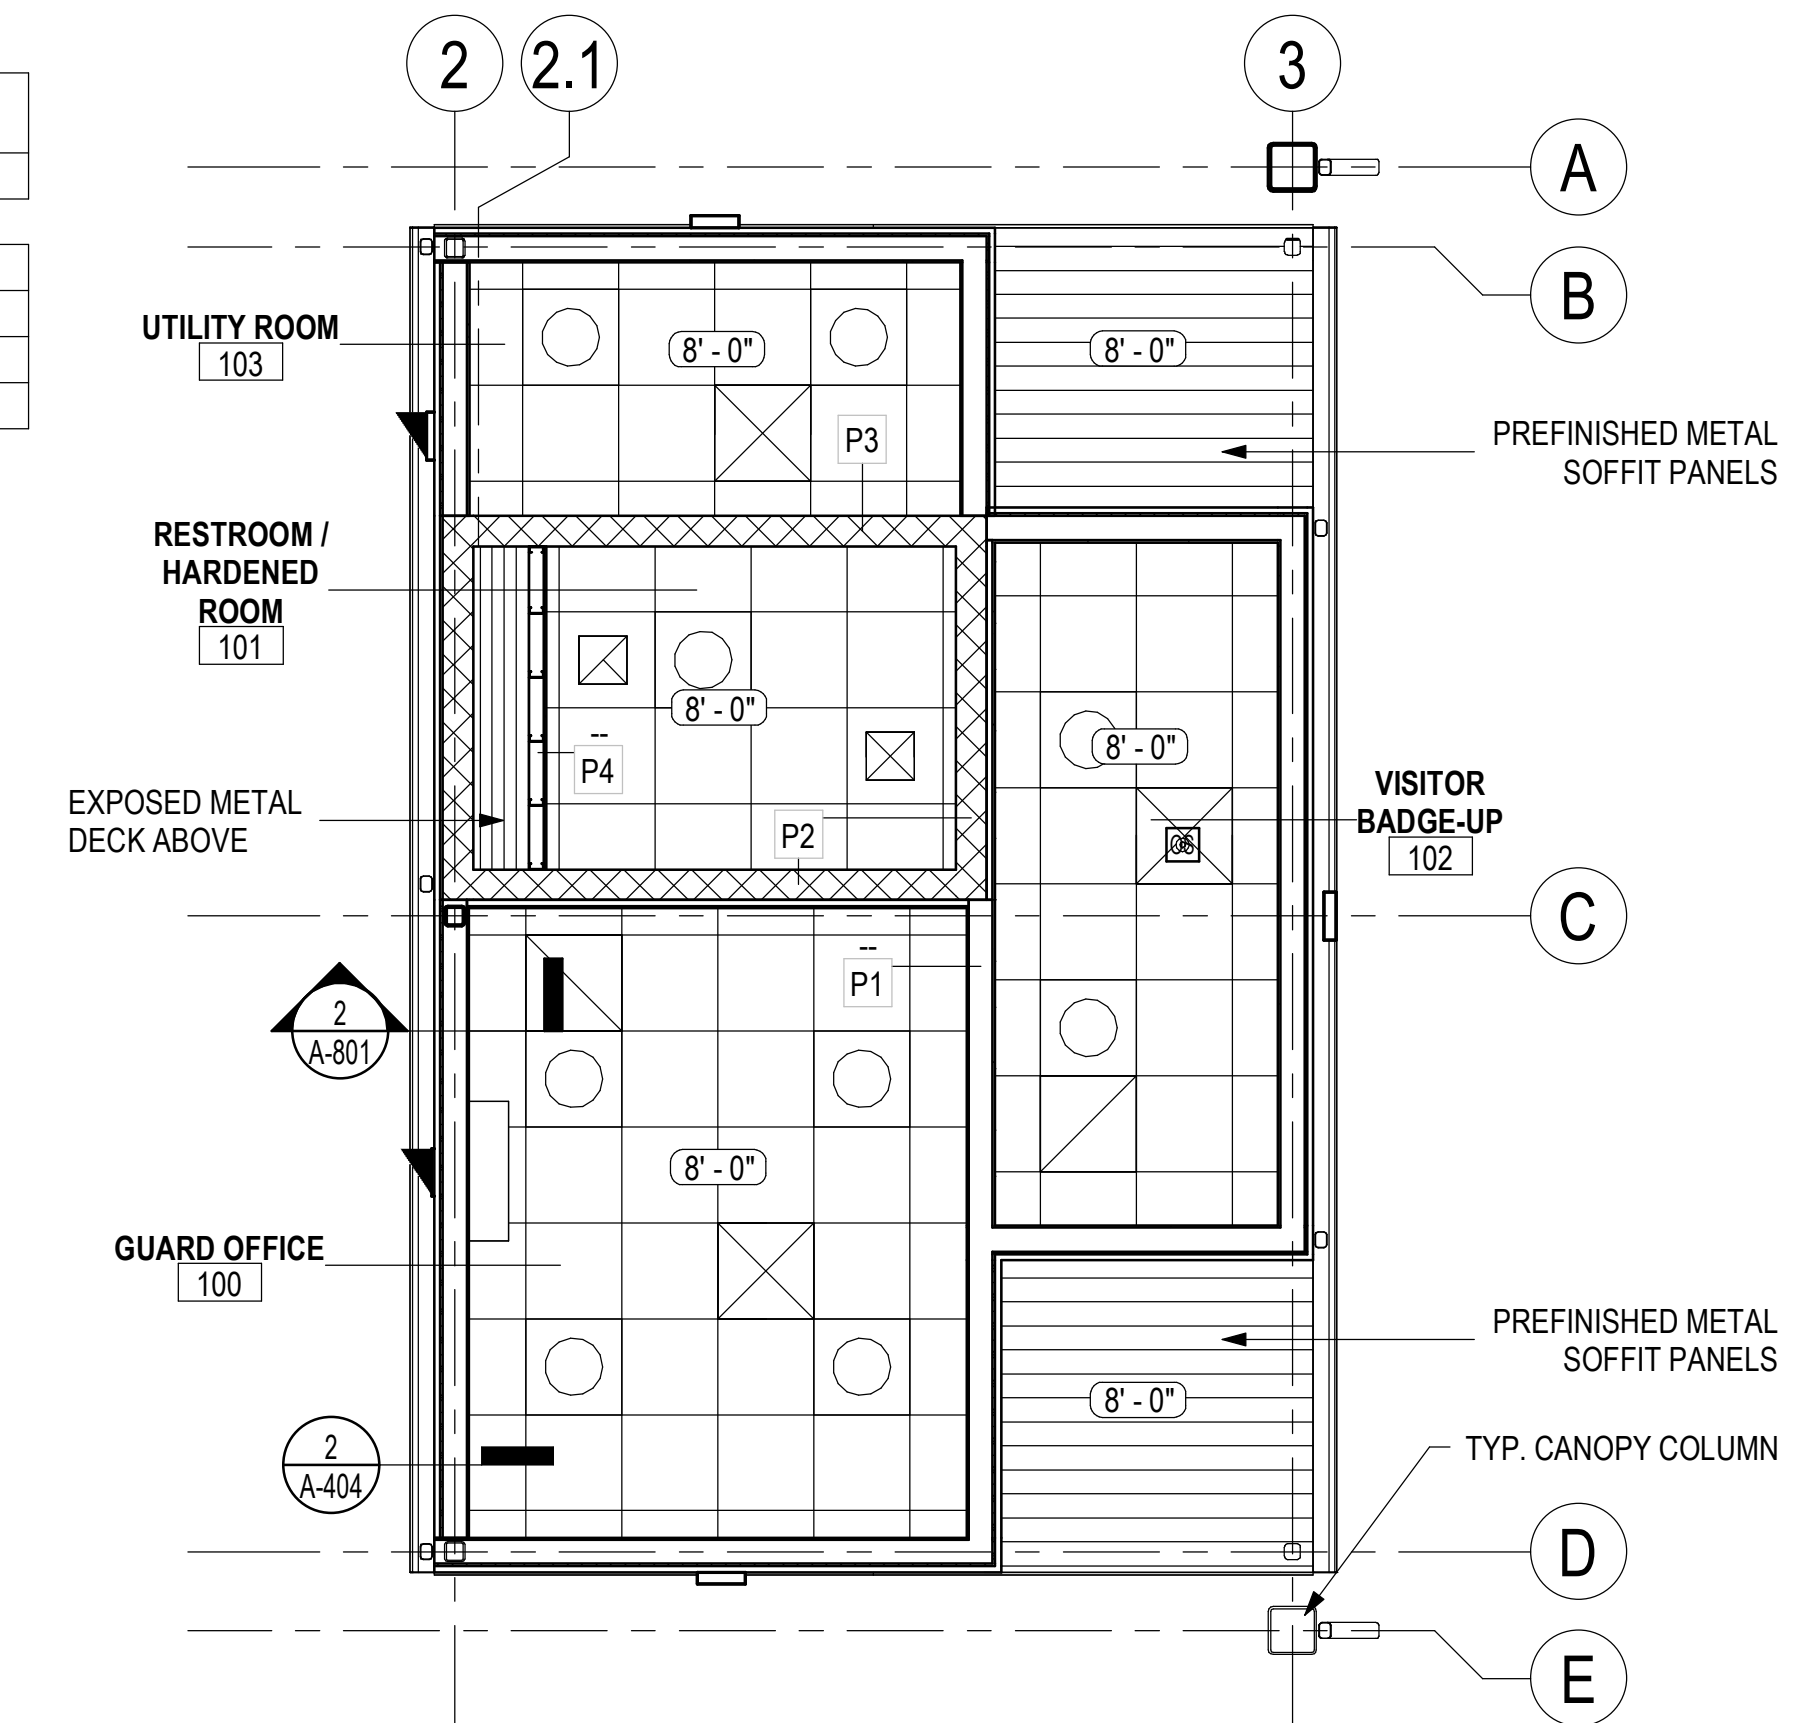 2
2.1
3
A
B
UTILITY ROOM
103
8' - 0"
8' - 0"
P3
PREFINISHED METAL
SOFFIT PANELS
RESTROOM /
HARDENED
ROOM
101
8' - 0"
--
P4
8' - 0"
EXPOSED METAL
DECK ABOVE
P2
VISITOR
BADGE-UP
102
C
--
P1
2
A-801
8' - 0"
GUARD OFFICE
100
PREFINISHED METAL
SOFFIT PANELS
8' - 0"
TYP. CANOPY COLUMN
2
A-404
D
E